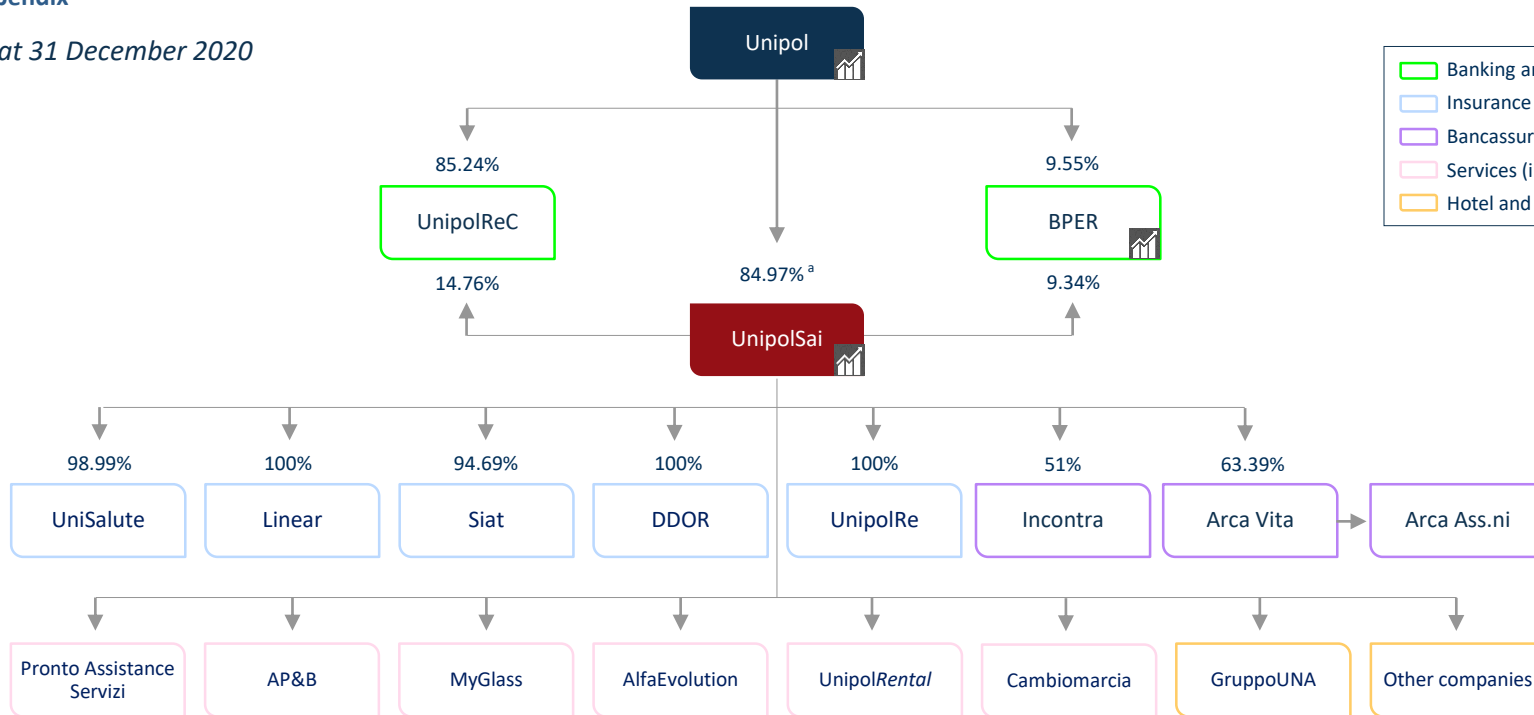 at 31 December 2020
Unipol
Banking
Insurance
Services
Hotel and
85.24%
9.55%
UnipolReC
BPER
14.76%
84.97% a
9.34%
UnipolSai
98.99%
100%
94.69%
100%
100%
51%
63.39%
UniSalute
Linear
Siat
DDOR
UnipolRe
Incontra
Arca Vita
Arca Ass.ni
Pronto Assistance
Servizi
AP&B
MyGlass
AlfaEvolution
UnipolRental
Cambiomarcia
GruppoUNA
Other companies